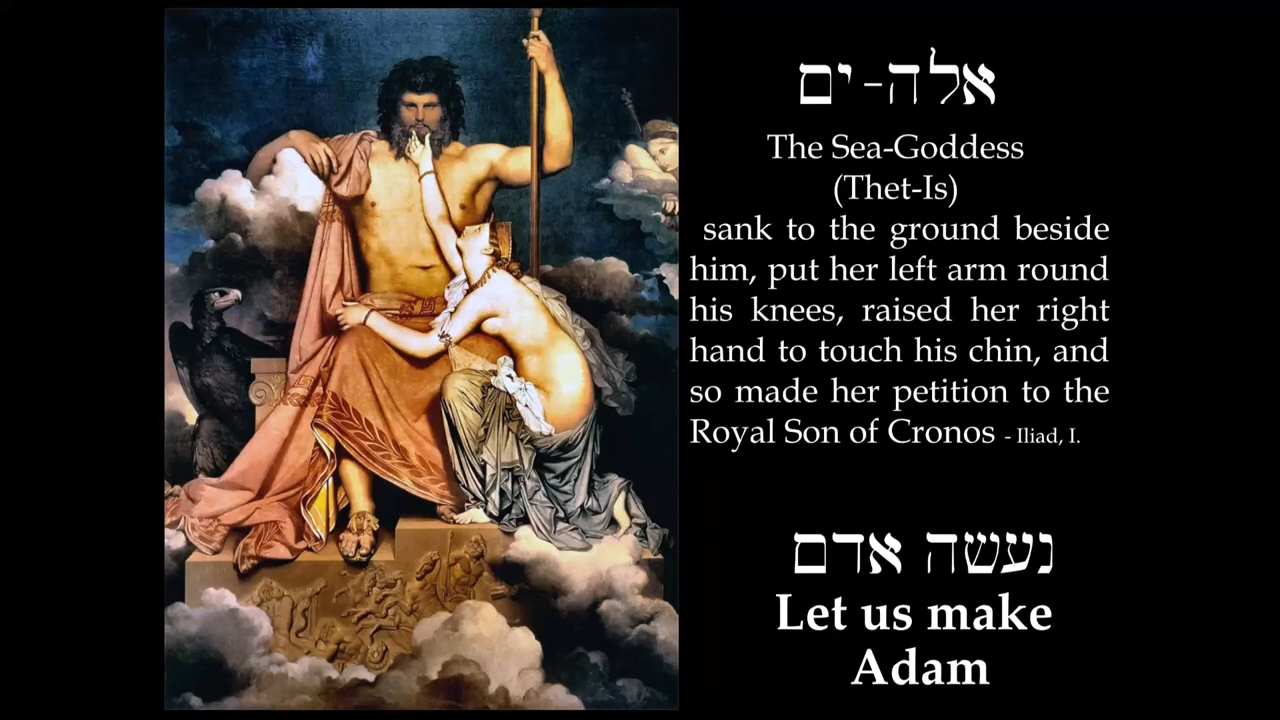 אלה-ים
The Sea-Goddess
(Thet-Is)
sank to the ground beside
him, put her left arm round
his knees, raised her right
hand to touch his chin, and
so made her petition to the
Royal Son of Cronos - Iliad, I.
נעשה אדם
Let us make
Adam